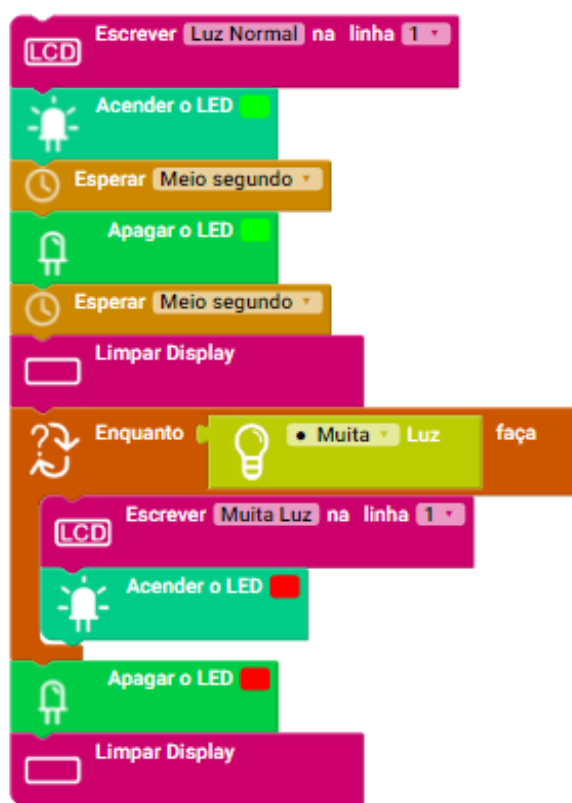 LCD Escrever Luz Normal na linha 1
Acender o LED
Esperar Meio segundo
Apagar o LED
Esperar Meio segundo
Limpar Display
Enquanto • Muita Luz faça
LCD Escrever Muita Luz na linha 1
Acender o LED
Apagar o LED
Limpar Display